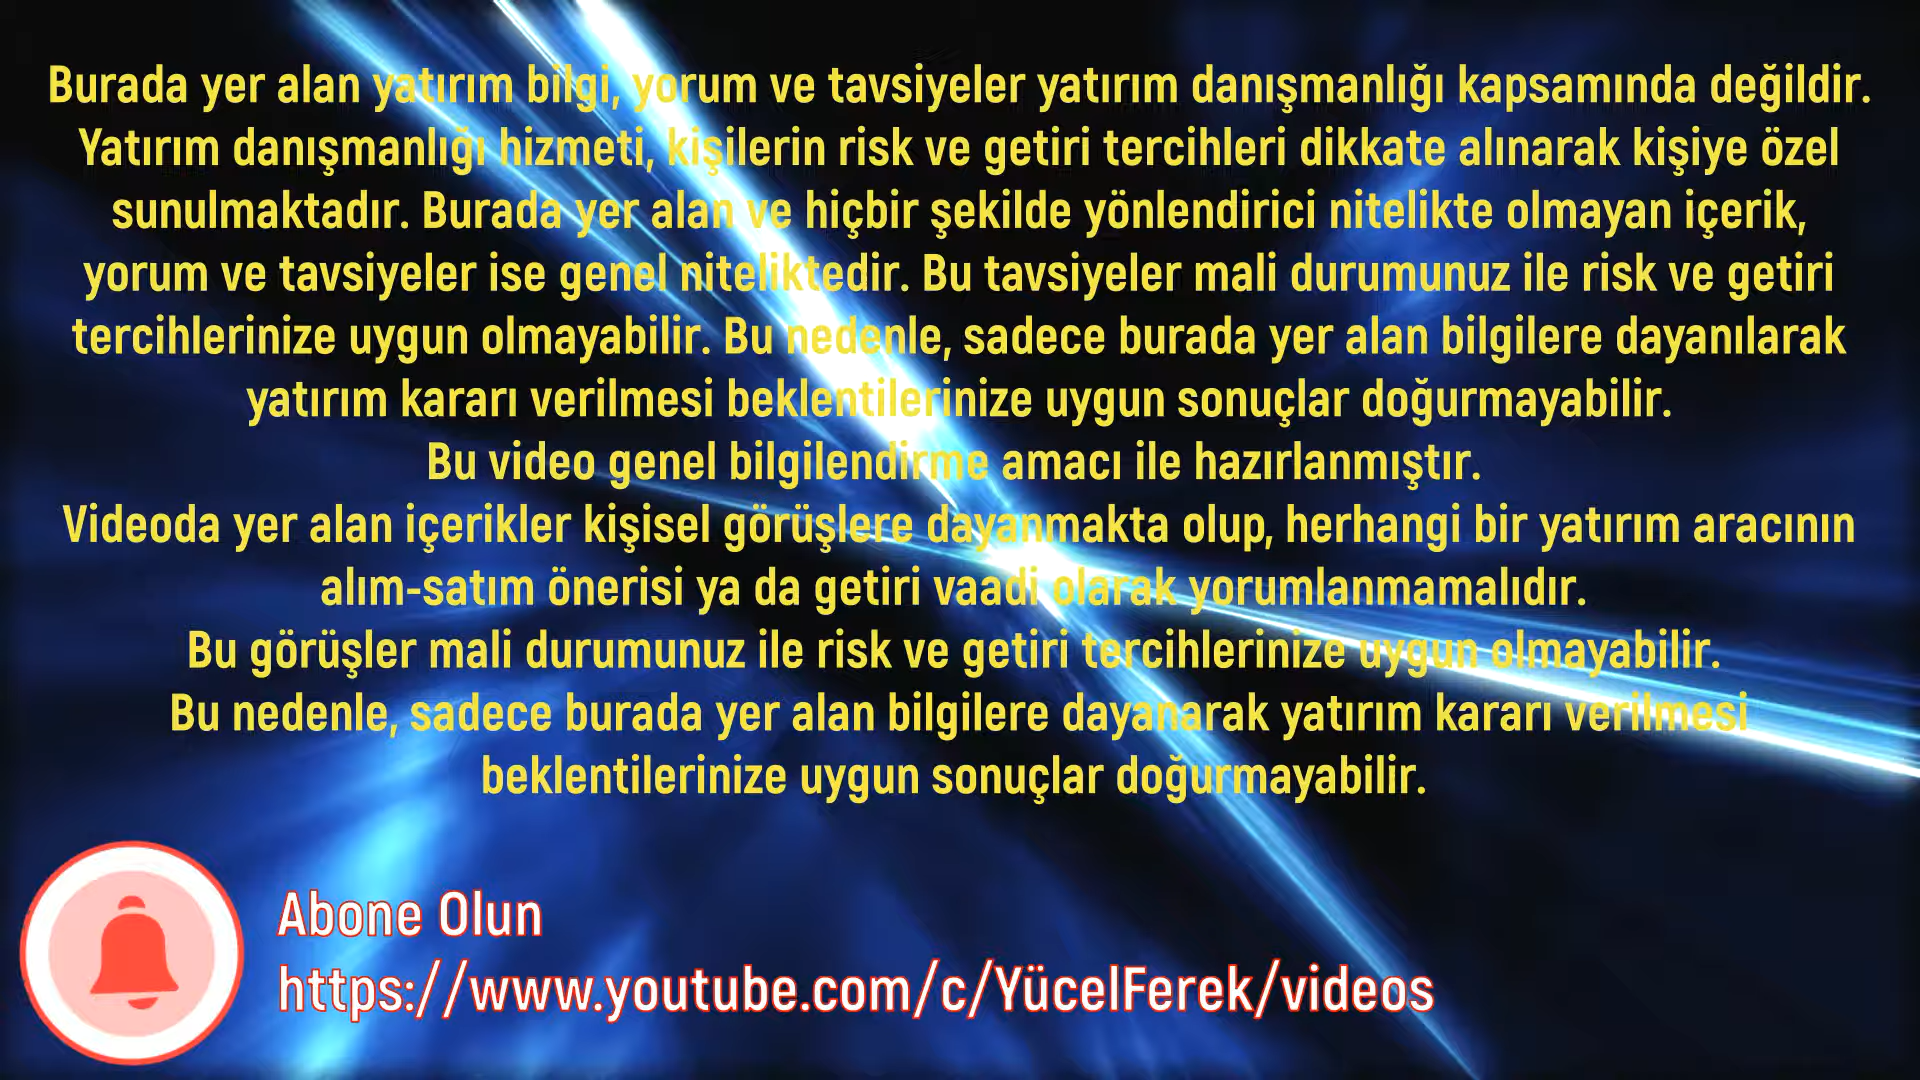 Burada yer alan yatırım bilgi, yorum ve tavsiyeler yatırım danışmanlığı kapsamında değildir.
Yatırım danışmanlığı hizmeti, kişilerin risk ve getiri tercihleri dikkate alınarak kişiye özel
sunulmaktadır. Burada yer alan ve hiçbir şekilde yönlendirici nitelikte olmayan içerik,
yorum ve tavsiyeler ise genel niteliktedir. Bu tavsiyeler mali durumunuz ile risk ve getiri
tercihlerinize uygun olmayabilir. Bu nedenle, sadece burada yer alan bilgilere dayanılarak
yatırım kararı verilmesi beklentilerinize uygun sonuçlar doğurmayabilir.
Bu video genel bilgilendirme amacı ile hazırlanmıştır.
Videoda yer alan içerikler kişisel görüşlere dayanmakta olup, herhangi bir yatırım aracının
alım-satım önerisi ya da getiri vaadi olarak yorumlanmamalıdır.
Bu görüşler mali durumunuz ile risk ve getiri tercihlerinize uygun olmayabilir.
Bu nedenle, sadece burada yer alan bilgilere dayanarak yatırım kararı verilmesi
beklentilerinize uygun sonuçlar doğurmayabilir.
Abone Olun
https://www.youtube.com/c/YücelFerek/videos